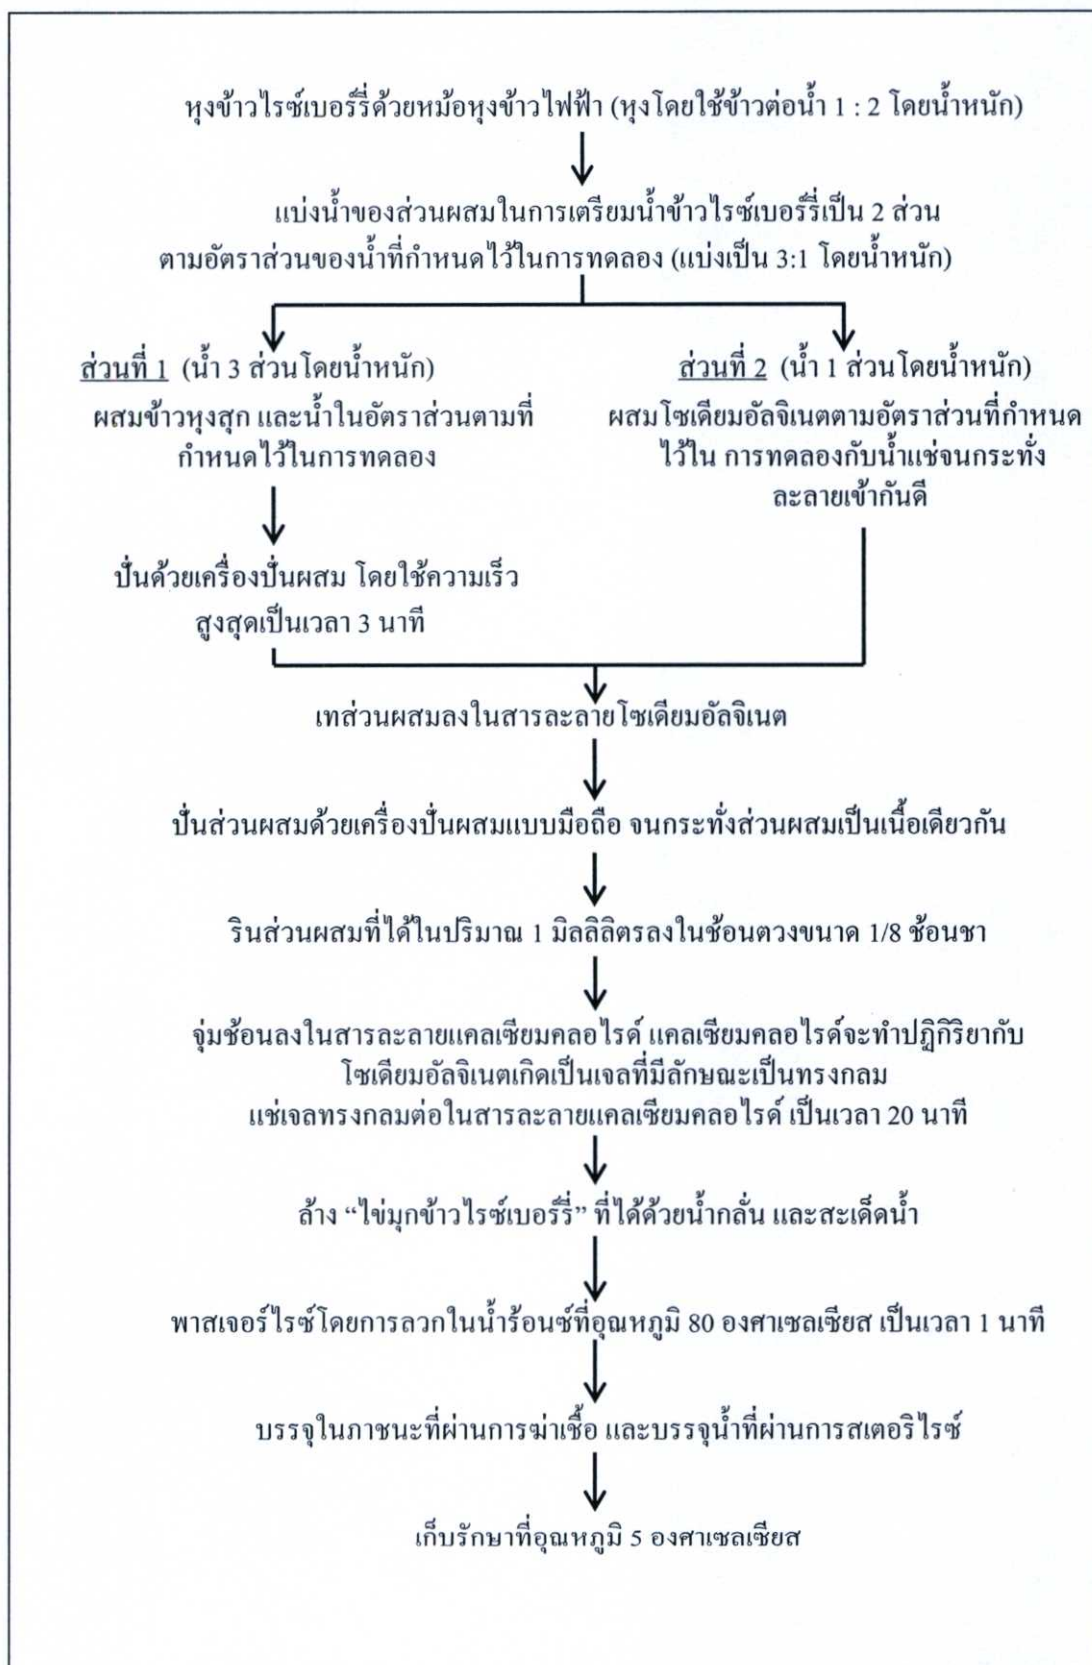 หุงข้าวไรซ์เบอร์รี่ด้วยหม้อหุงข้าวไฟฟ้า (หุงโดยใช้ข้าวต่อน้ำ 1 : 2 โดยน้ำหนัก)
แบ่งน้ำของส่วนผสมในการเตรียมน้ำข้าวไรซ์เบอร์รี่เป็น 2 ส่วน
ตามอัตราส่วนของน้ำที่กำหนดไว้ในการทดลอง (แบ่งเป็น 3:1 โดยน้ำหนัก)
ส่วนที่ 1 (น้ำ 3 ส่วนโดยน้ำหนัก)
ผสมข้าวหุงสุก และน้ำในอัตราส่วนตามที่
กำหนดไว้ในการทดลอง
ปั่นด้วยเครื่องปั่นผสม โดยใช้ความเร็ว
สูงสุดเป็นเวลา 3 นาที
ส่วนที่ 2 (น้ำ 1 ส่วนโดยน้ำหนัก)
ผสมโซเดียมอัลจิเนตตามอัตราส่วนที่กำหนด
ไว้ใน การทดลองกับน้ำแช่จนกระทั่ง
ละลายเข้ากันดี
เทส่วนผสมลงในสารละลายโซเดียมอัลจิเนต
ปั่นส่วนผสมด้วยเครื่องปั่นผสมแบบมือถือ จนกระทั่งส่วนผสมเป็นเนื้อเดียวกัน
รินส่วนผสมที่ได้ในปริมาณ 1 มิลลิลิตรลงในช้อนตวงขนาด 1/8 ช้อนชา
จุ่มช้อนลงในสารละลายแคลเซียมคลอไรด์ แคลเซียมคลอไรด์จะทำปฏิกิริยากับ
โซเดียมอัลจิเนตเกิดเป็นเจลที่มีลักษณะเป็นทรงกลม
แช่เจลทรงกลมต่อในสารละลายแคลเซียมคลอไรด์ เป็นเวลา 20 นาที
ล้าง “ไข่มุกข้าวไรซ์เบอร์รี่” ที่ได้ด้วยน้ำกลั่น และสะเด็ดน้ำ
พาสเจอร์ไรซ์โดยการลวกในน้ำร้อนซ์ที่อุณหภูมิ 80 องศาเซลเซียส เป็นเวลา 1 นาที
บรรจุในภาชนะที่ผ่านการฆ่าเชื้อ และบรรจุน้ำที่ผ่านการสเตอริไรซ์
เก็บรักษาที่อุณหภูมิ 5 องศาเซลเซียส